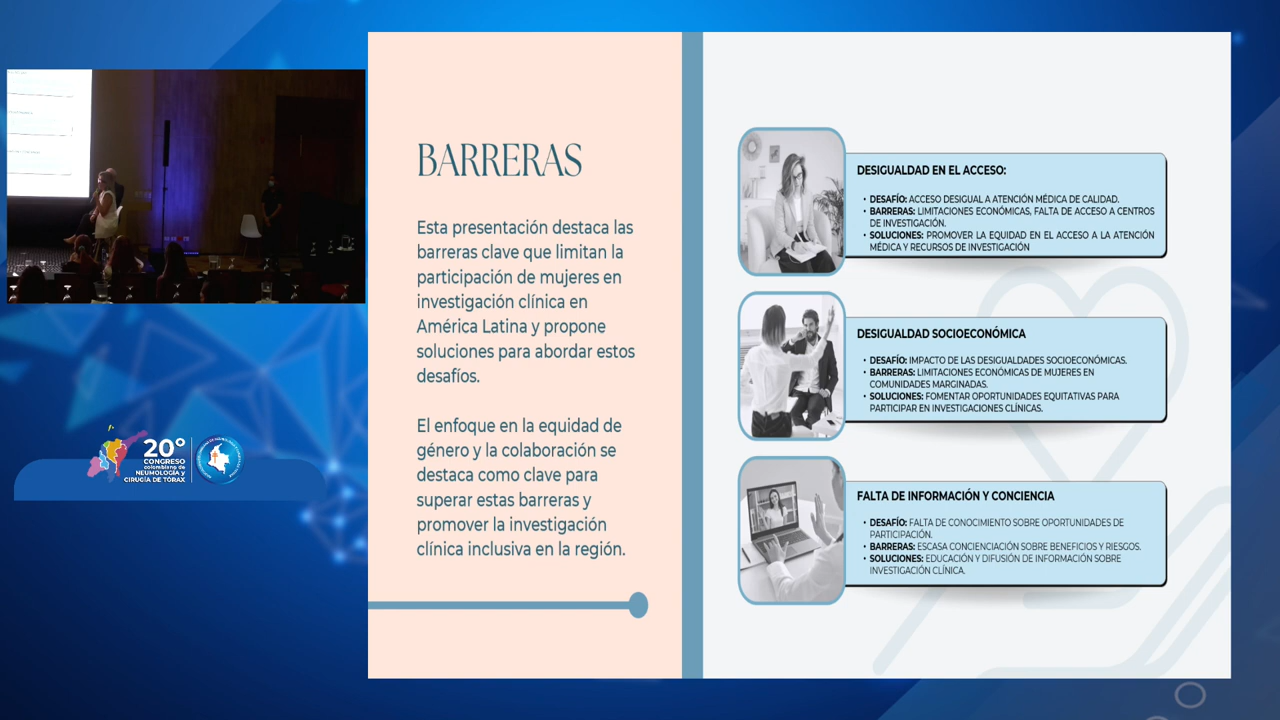 BARRERAS
Esta presentación destaca las
barreras clave que limitan la
participación de mujeres en
investigación clínica en
América Latina y propone
soluciones para abordar estos
desafíos.
El enfoque en la equidad de
género y la colaboración se
destaca como clave para
superar estas barreras y
promover la investigación
clínica inclusiva en la región.
DESIGUALDAD EN EL ACCESO:
• DESAFÍO: ACCESO DESIGUAL A ATENCIÓN MÉDICA DE CALIDAD.
• BARRERAS: LIMITACIONES ECONÓMICAS, FALTA DE ACCESO A CENTROS
DE INVESTIGACIÓN.
• SOLUCIONES: PROMOVER LA EQUIDAD EN EL ACCESO A LA ATENCIÓN
MÉDICA Y RECURSOS DE INVESTIGACIÓN
DESIGUALDAD SOCIOECONÓMICA
• DESAFÍO: IMPACTO DE LAS DESIGUALDADES SOCIOECONÓMICAS.
• BARRERAS: LIMITACIONES ECONÓMICAS DE MUJERES EN
COMUNIDADES MARGINADAS.
• SOLUCIONES: FOMENTAR OPORTUNIDADES EQUITATIVAS PARA
PARTICIPAR EN INVESTIGACIONES CLÍNICAS.
FALTA DE INFORMACIÓN Y CONCIENCIA
• DESAFÍO: FALTA DE CONOCIMIENTO SOBRE OPORTUNIDADES DE
PARTICIPACIÓN.
• BARRERAS: ESCASA CONCIENCIACIÓN SOBRE BENEFICIOS Y RIESGOS.
• SOLUCIONES: EDUCACIÓN Y DIFUSIÓN DE INFORMACIÓN SOBRE
INVESTIGACIÓN CLÍNICA.
20°
CONGRESO
colombiano de
NEUMOLOGÍA y
CIRUGÍA DE TÓRAX